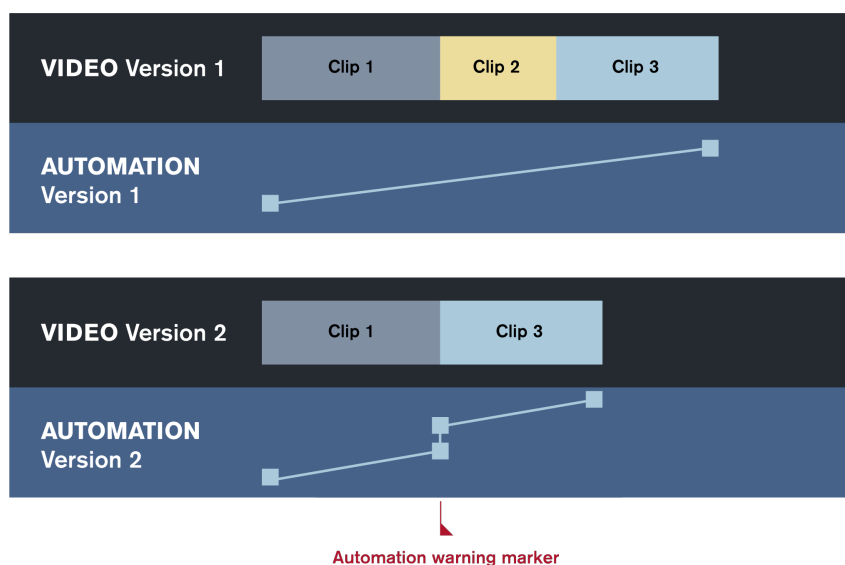 VIDEO Version 1
Clip 1
Clip 2
Clip 3
AUTOMATION
Version 1
VIDEO Version 2
Clip 1
Clip 3
AUTOMATION
Version 2
Automation warning marker